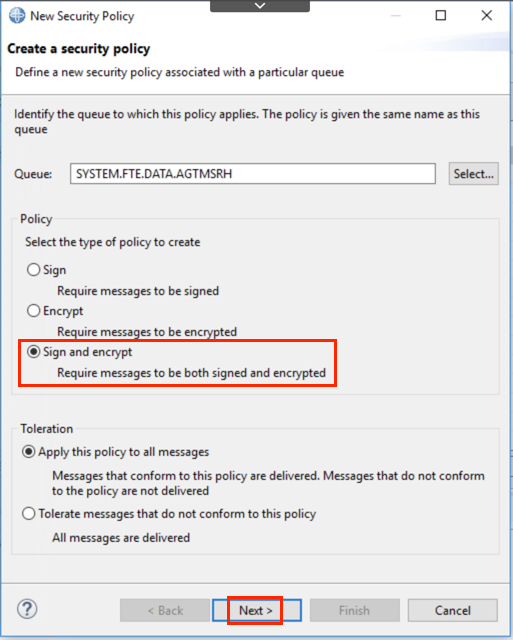 New Security Policy
Create a security policy
Define a new security policy associated with a particular queue
Identify the queue to which this policy applies. The policy is given the same name as this
queue
Queue: SYSTEM.FTE.DATA.AGTMSRH Select...
Policy
Select the type of policy to create
Sign
Require messages to be signed
Encrypt
Require messages to be encrypted
Sign and encrypt
Require messages to be both signed and encrypted
Toleration
Apply this policy to all messages
Messages that conform to this policy are delivered. Messages that do not conform
to the policy are not delivered
Tolerate messages that do not conform to this policy
All messages are delivered
? < Back Next > Finish Cancel